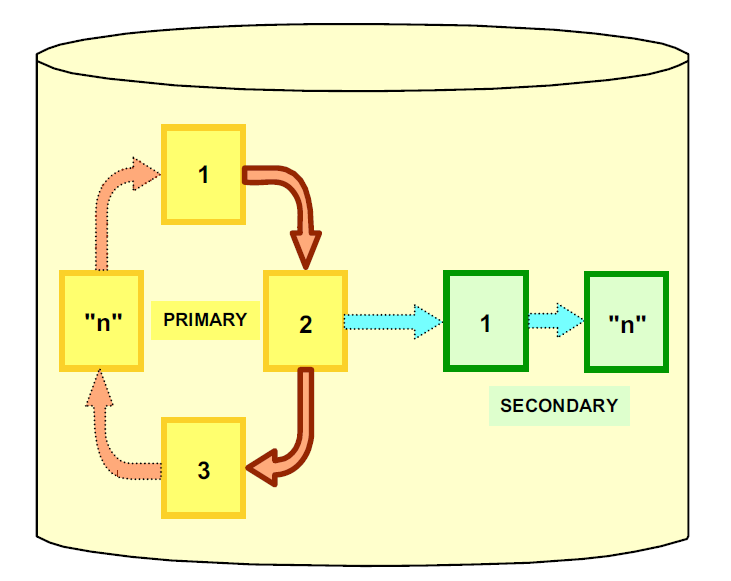 1
"n"
PRIMARY
2
1
"n"
SECONDARY
3